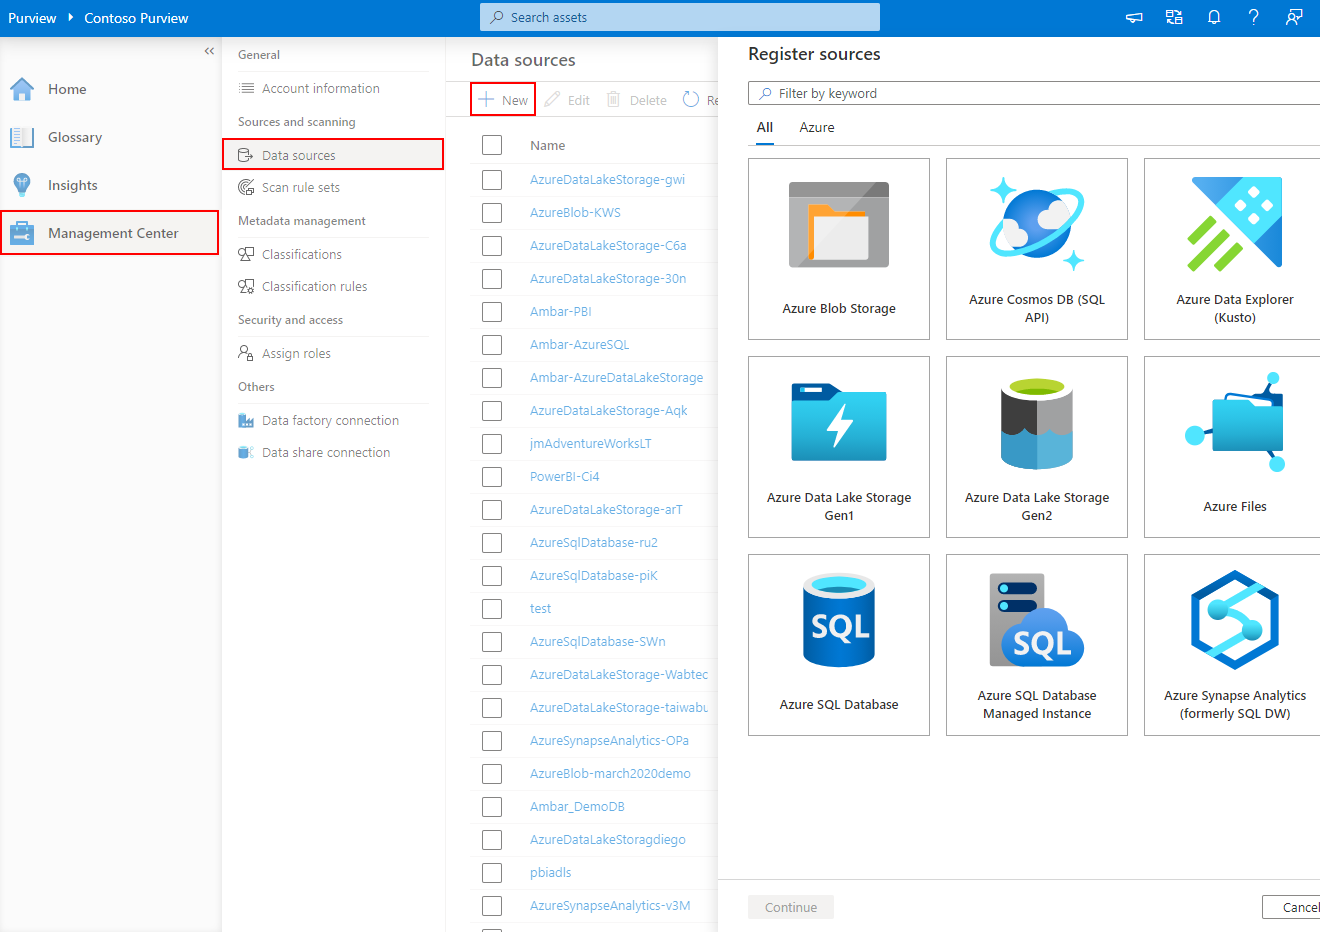 Purview
Contoso Purview
Search assets
Home
Glossary
Insights
Management Center
General
Account information
Sources and scanning
Data sources
Scan rule sets
Metadata management
Classifications
Classification rules
Security and access
Assign roles
Others
Data factory connection
Data share connection
Data sources
New
Edit
Delete
Re
Name
AzureDataLakeStorage-gwi
AzureBlob-KWS
AzureDataLakeStorage-C6a
AzureDataLakeStorage-30n
Ambar-PBI
Ambar-AzureSQL
Ambar-AzureDataLakeStorage
AzureDataLakeStorage-Aqk
jmAdventureWorksLT
PowerBI-Ci4
AzureDataLakeStorage-arT
AzureSqlDatabase-ru2
AzureSqlDatabase-piK
test
AzureSqlDatabase-SWn
AzureDataLakeStorage-Wabtec
AzureDataLakeStorage-taiwabu
AzureSynapseAnalytics-OPa
AzureBlob-march2020demo
Ambar_DemoDB
AzureDataLakeStoragdiego
pbiadls
AzureSynapseAnalytics-v3M
Register sources
Filter by keyword
All
Azure
Azure Blob Storage
Azure Cosmos DB (SQL
API)
Azure Data Explorer
(Kusto)
Azure Data Lake Storage
Gen1
Azure Data Lake Storage
Gen2
Azure Files
SQL
Azure SQL Database
SQL
Azure SQL Database
Managed Instance
Azure Synapse Analytics
(formerly SQL DW)
Continue
Cancel